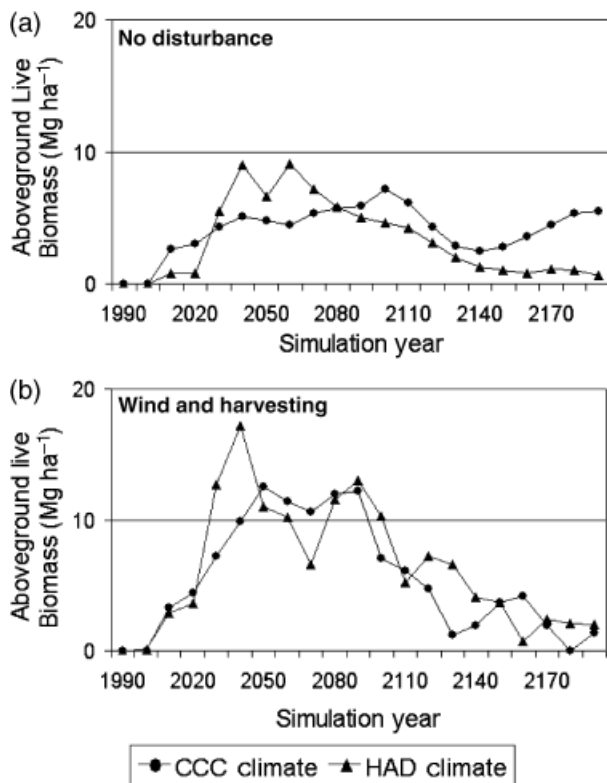 (a)
20
No disturbance
Aboveground Live
Biomass (Mg ha⁻¹)
10
0
1990 2020 2050 2080 2110 2140 2170
Simulation year
(b)
20
Wind and harvesting
Aboveground live
Biomass (Mg ha⁻¹)
10
0
1990 2020 2050 2080 2110 2140 2170
Simulation year
CCC climate HAD climate